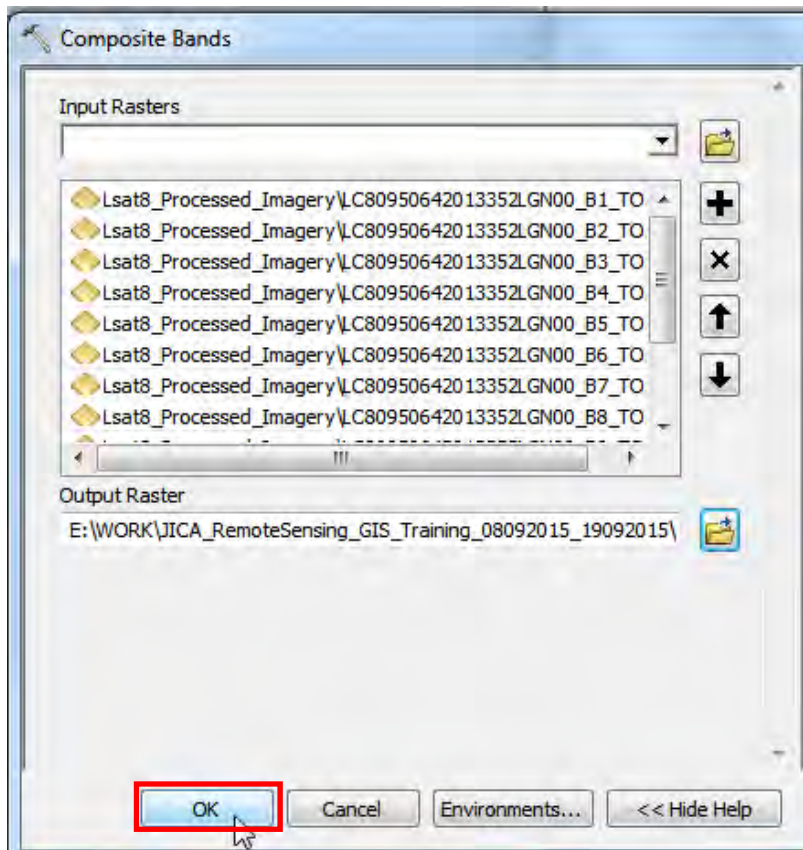 Composite Bands
Input Rasters
Lsat8_Processed_Imagery\LC80950642013352LGN00_B1_TO
Lsat8_Processed_Imagery\LC80950642013352LGN00_B2_TO
Lsat8_Processed_Imagery\LC80950642013352LGN00_B3_TO
Lsat8_Processed_Imagery\LC80950642013352LGN00_B4_TO
Lsat8_Processed_Imagery\LC80950642013352LGN00_B5_TO
Lsat8_Processed_Imagery\LC80950642013352LGN00_B6_TO
Lsat8_Processed_Imagery\LC80950642013352LGN00_B7_TO
Lsat8_Processed_Imagery\LC80950642013352LGN00_B8_TO
Output Raster
E:\WORK\JICA_RemoteSensing_GIS_Training_08092015_19092015\
OK Cancel Environments... << Hide Help